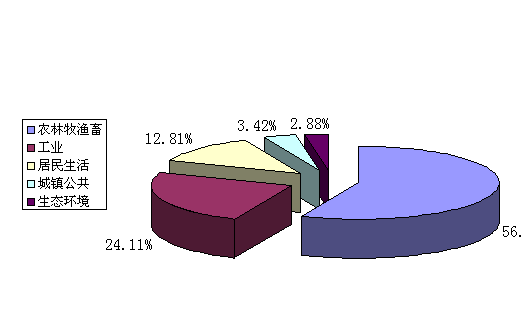 农林牧渔畜
工业
居民生活
城镇公共
生态环境
12.81%
3.42%
2.88%
24.11%
56.